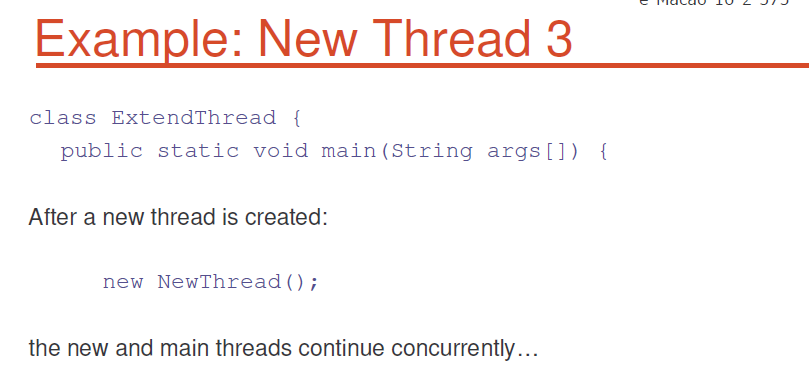 Example: New Thread 3
class ExtendThread {
public static void main(String args[]) {
After a new thread is created:
new NewThread();
the new and main threads continue concurrently…